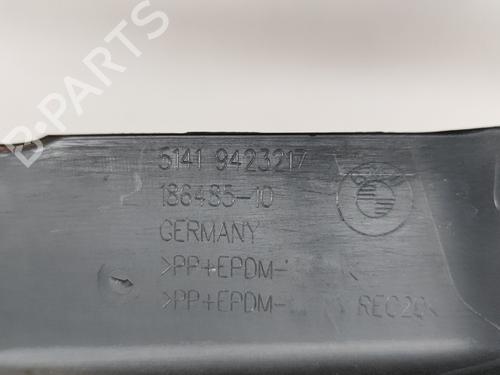 B-PARTS
5141 9423217
186485-10
GERMANY
>PP+EPDM-
>PP+EPDM- REC20<